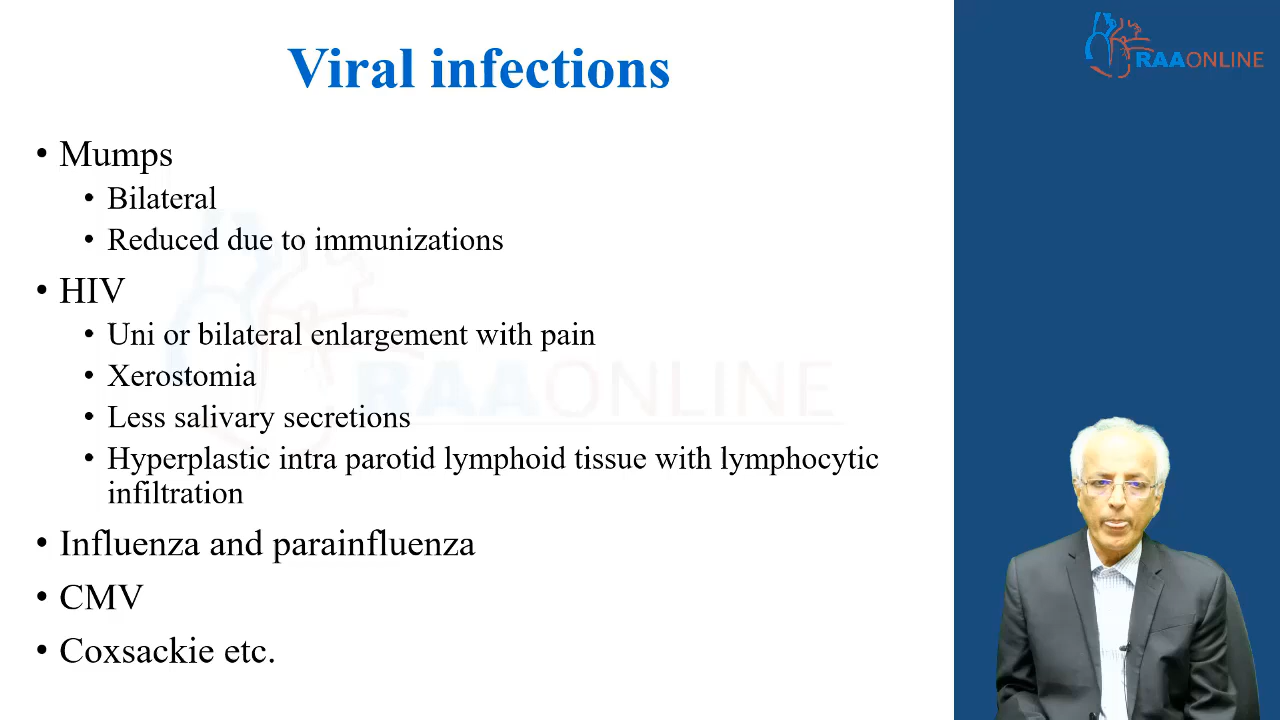 Viral infections
RAAONLINE
• Mumps
• Bilateral
• Reduced due to immunizations
• HIV
• Uni or bilateral enlargement with pain
• Xerostomia
• Less salivary secretions
• Hyperplastic intra parotid lymphoid tissue with lymphocytic
infiltration
• Influenza and parainfluenza
• CMV
• Coxsackie etc.
RAAONLINE